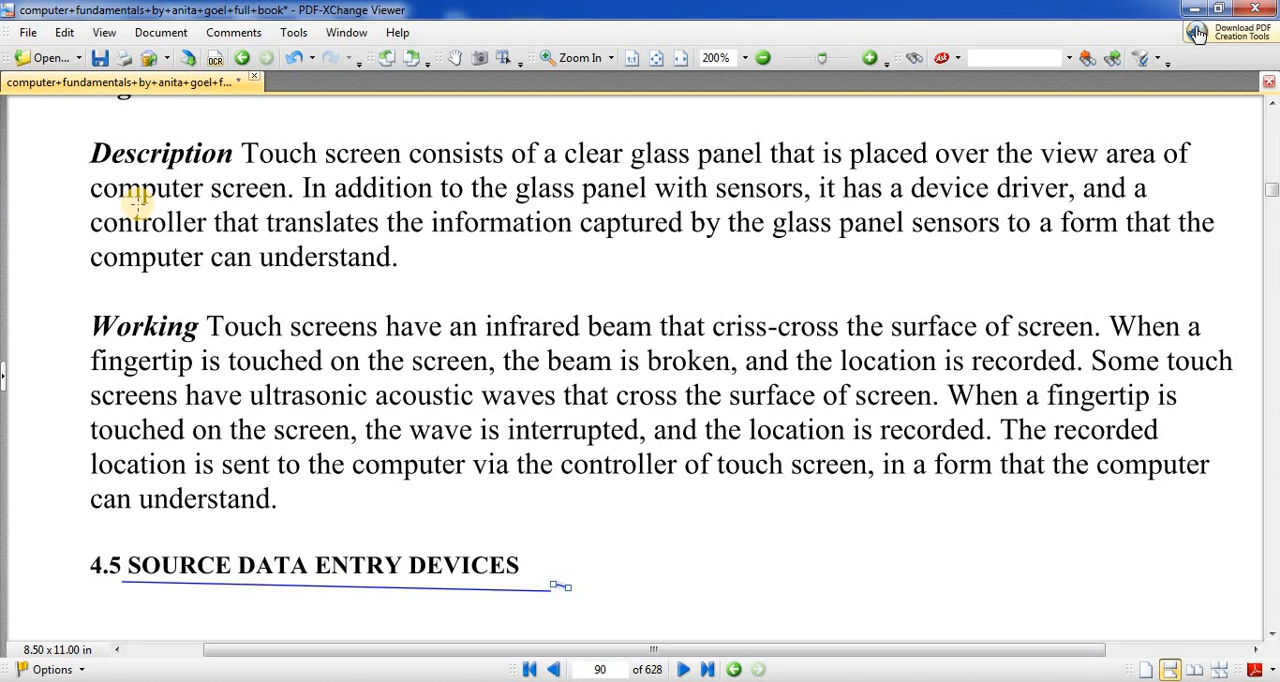 computer+fundamentals+by+anita+goel+full+book* - PDF-XChange Viewer
File Edit View Document Comments Tools Window Help
Download PDF
Creation Tools
Open... OCR Zoom In 200%
computer+fundamentals+by+anita+goel+f... *
Description Touch screen consists of a clear glass panel that is placed over the view area of
computer screen. In addition to the glass panel with sensors, it has a device driver, and a
controller that translates the information captured by the glass panel sensors to a form that the
computer can understand.
Working Touch screens have an infrared beam that criss-cross the surface of screen. When a
fingertip is touched on the screen, the beam is broken, and the location is recorded. Some touch
screens have ultrasonic acoustic waves that cross the surface of screen. When a fingertip is
touched on the screen, the wave is interrupted, and the location is recorded. The recorded
location is sent to the computer via the controller of touch screen, in a form that the computer
can understand.
4.5 SOURCE DATA ENTRY DEVICES
8.50 x 11.00 in
Options 90 of 628